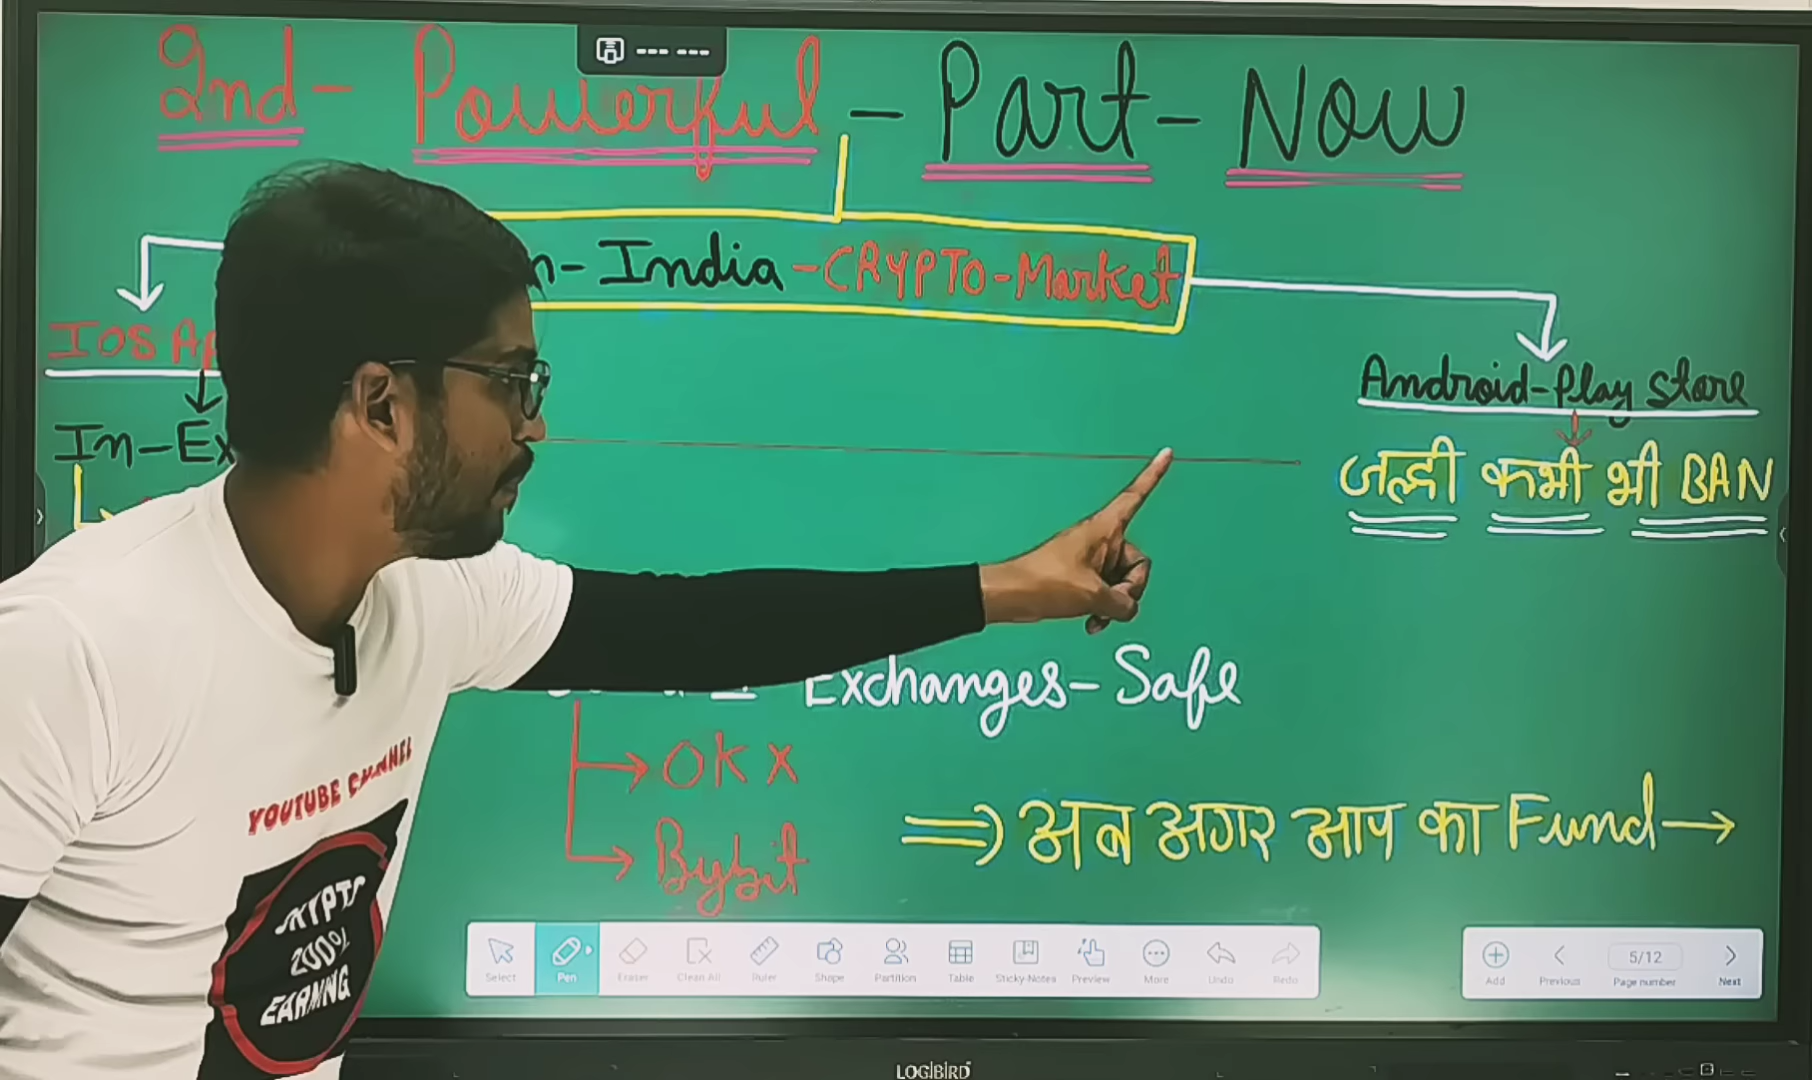 2nd - Powerful - Part - Now
India - CRYPTO - Market
IOS
Android - Play Store
In - Ex
जल्दी कभी भी BAN
Exchanges - Safe
OKX
Bybit
⇒ अब अगर आप का Fund →
YOUTUBE CHANNEL
CRYPTO
200%
EARNING
Select Pen Eraser Clean All Ruler Shape Partition Table Sticky-Notes Preview More Undo Redo
5/12
Add Previous Page number Next
LOGIBIRD